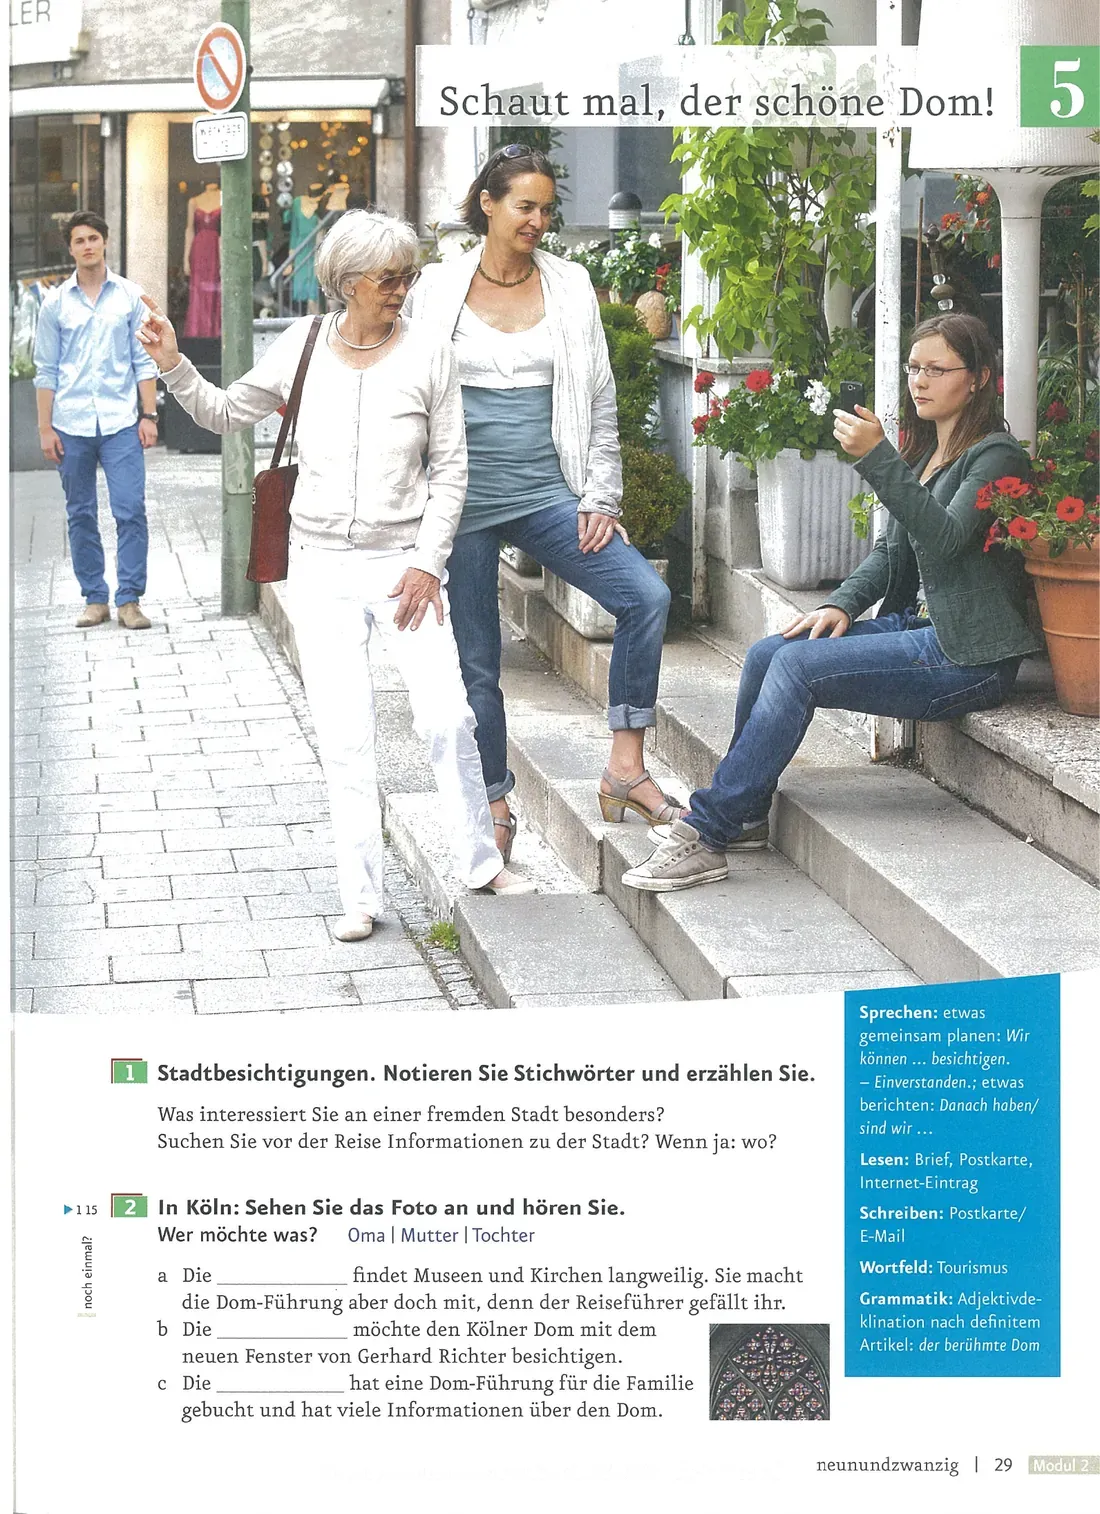 LER
werktags
Schaut mal, der schöne Dom!
5
1 Stadtbesichtigungen. Notieren Sie Stichwörter und erzählen Sie.
Was interessiert Sie an einer fremden Stadt besonders?
Suchen Sie vor der Reise Informationen zu der Stadt? Wenn ja: wo?
▶ 1 15
noch einmal?
2 In Köln: Sehen Sie das Foto an und hören Sie.
Wer möchte was? Oma | Mutter | Tochter
a Die ____________ findet Museen und Kirchen langweilig. Sie macht
die Dom-Führung aber doch mit, denn der Reiseführer gefällt ihr.
b Die ____________ möchte den Kölner Dom mit dem
neuen Fenster von Gerhard Richter besichtigen.
c Die ____________ hat eine Dom-Führung für die Familie
gebucht und hat viele Informationen über den Dom.
Sprechen: etwas
gemeinsam planen: Wir
können ... besichtigen.
– Einverstanden.; etwas
berichten: Danach haben/
sind wir ...
Lesen: Brief, Postkarte,
Internet-Eintrag
Schreiben: Postkarte/
E-Mail
Wortfeld: Tourismus
Grammatik: Adjektivde-
klination nach definitem
Artikel: der berühmte Dom
neunundzwanzig | 29 Modul 2